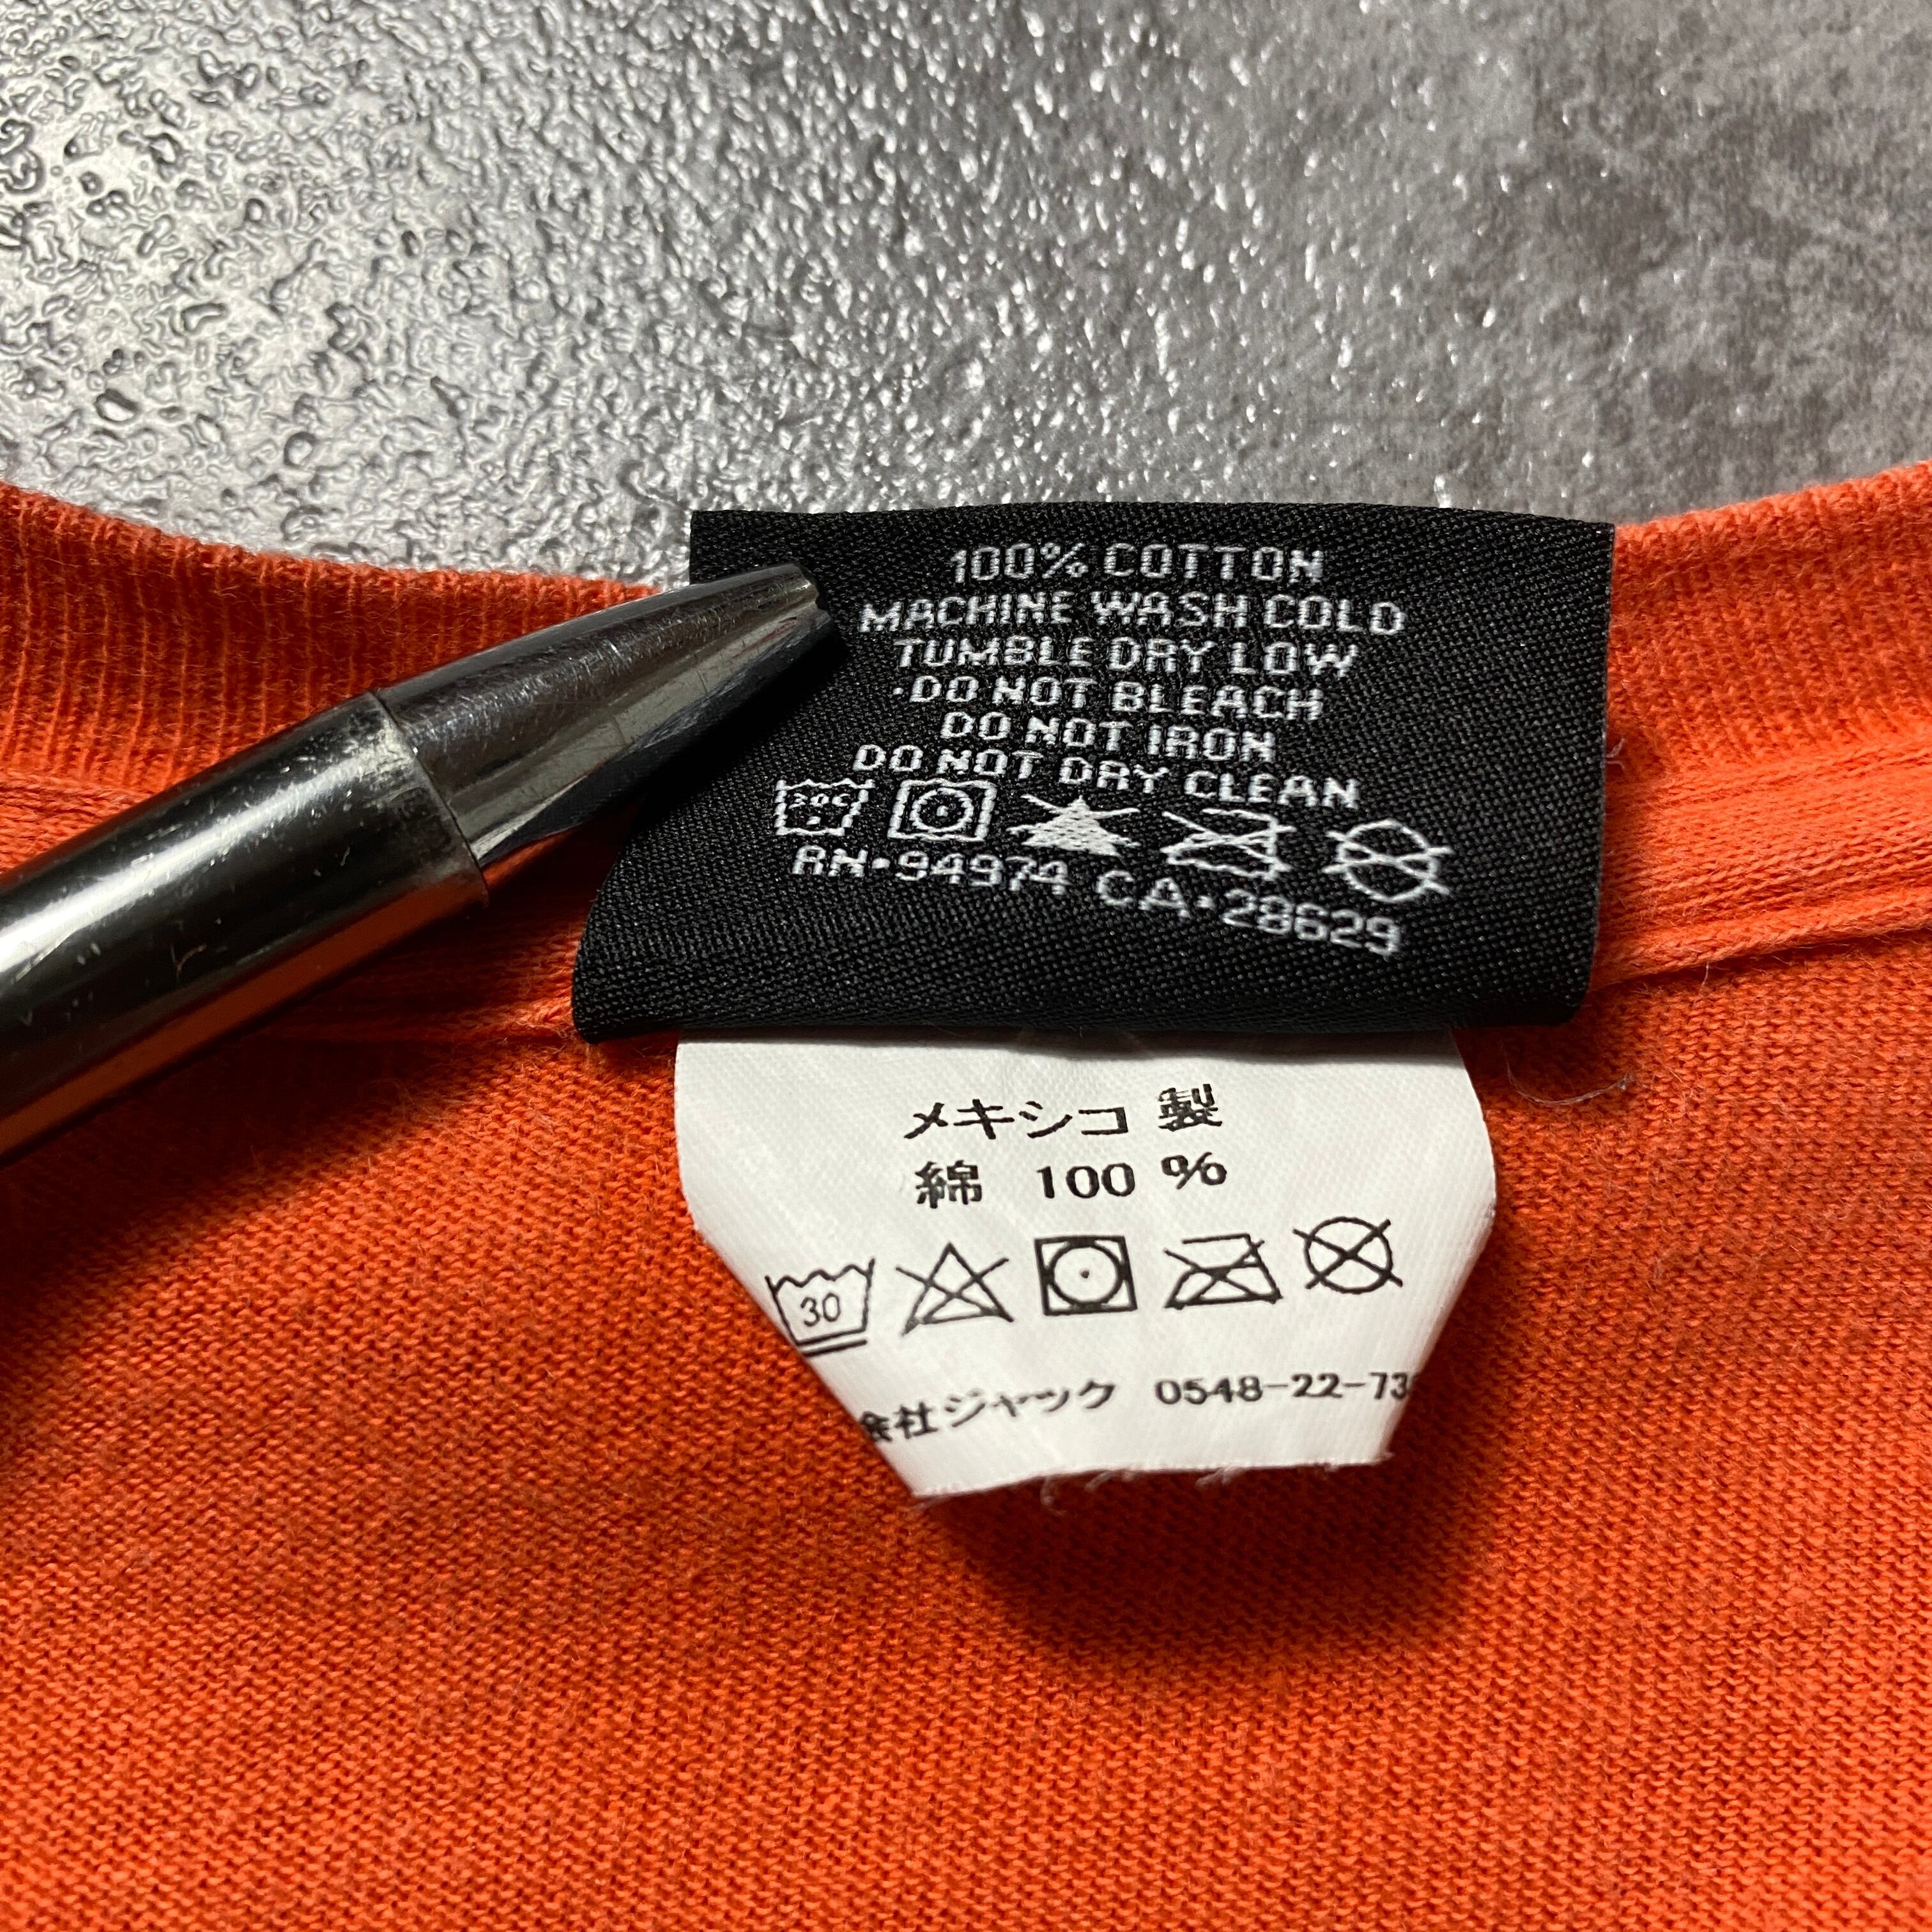 100% COTTON
MACHINE WASH COLD
TUMBLE DRY LOW
·DO NOT BLEACH
DO NOT IRON
DO NOT DRY CLEAN
30C
RN·94974 CA·28629
メキシコ 製
綿 100 %
30
会社ジャック 0548-22-73